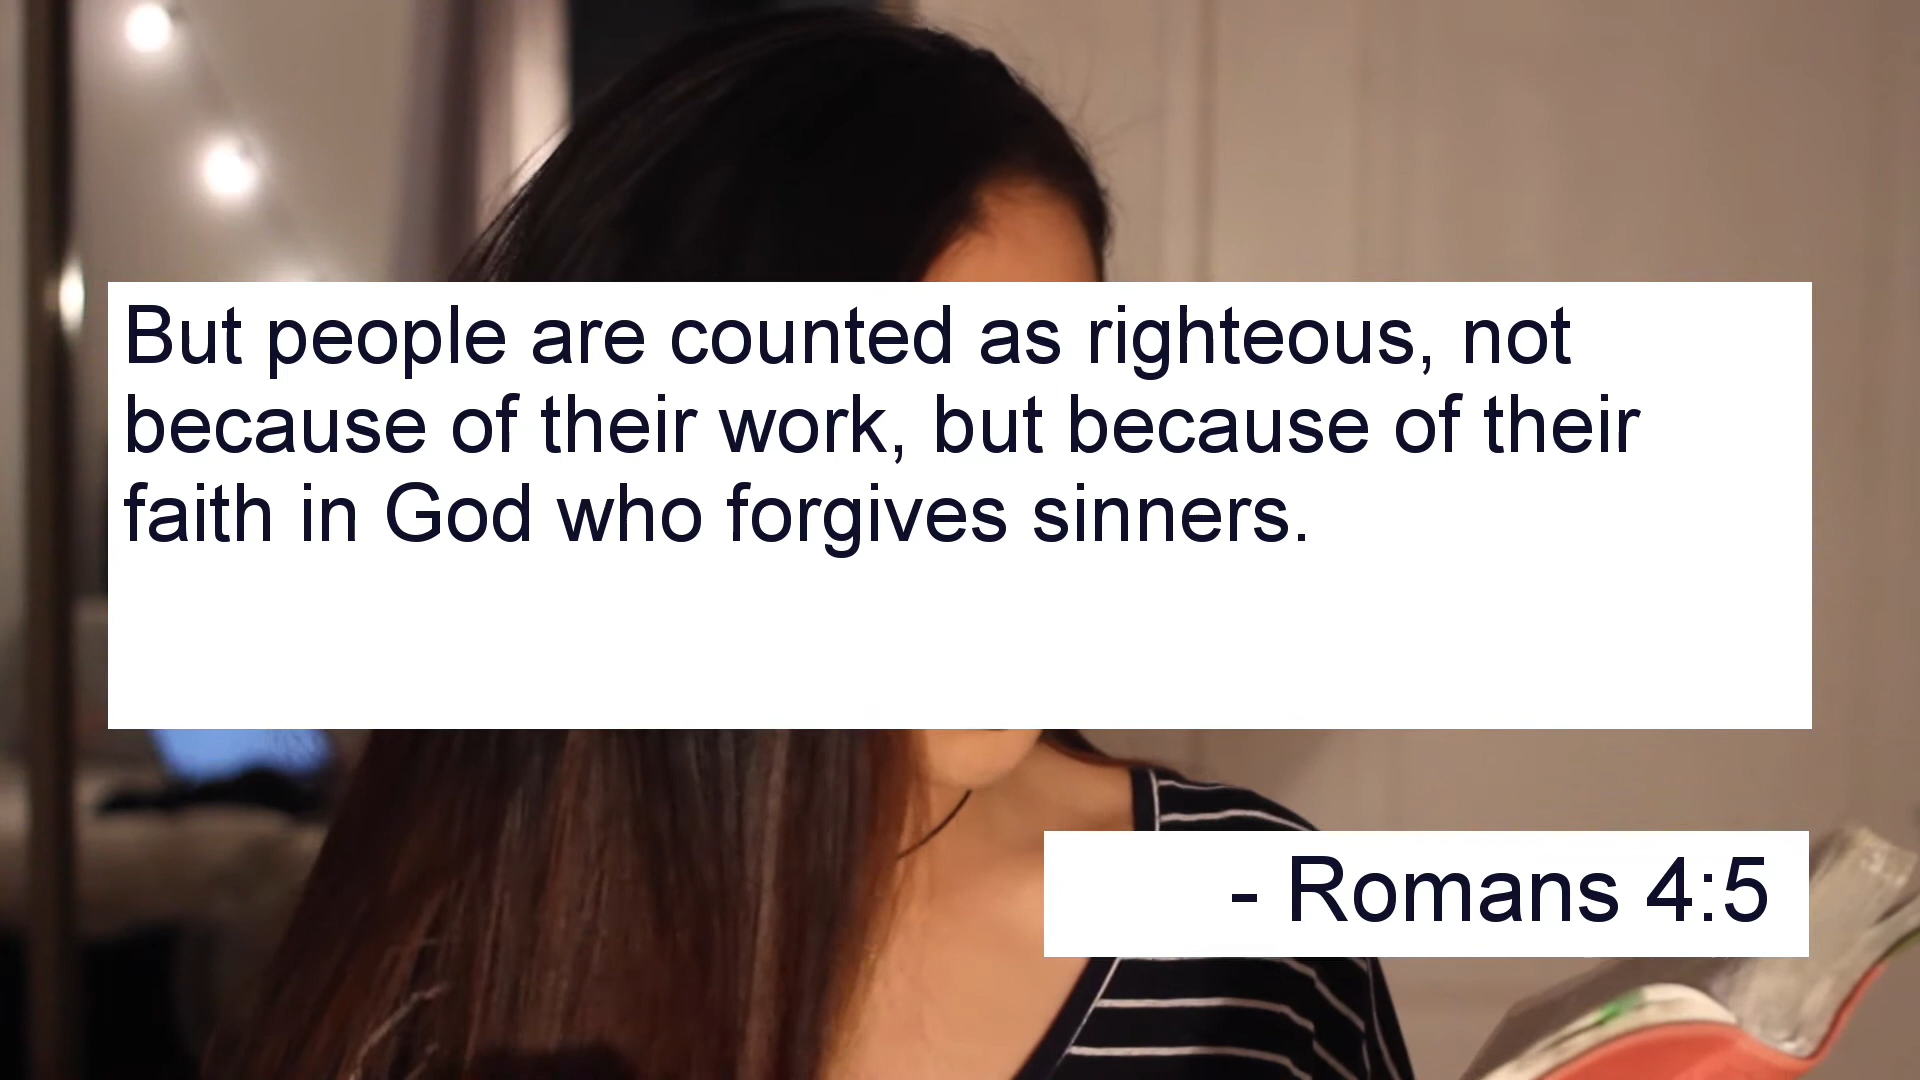 But people are counted as righteous, not
because of their work, but because of their
faith in God who forgives sinners.
- Romans 4:5